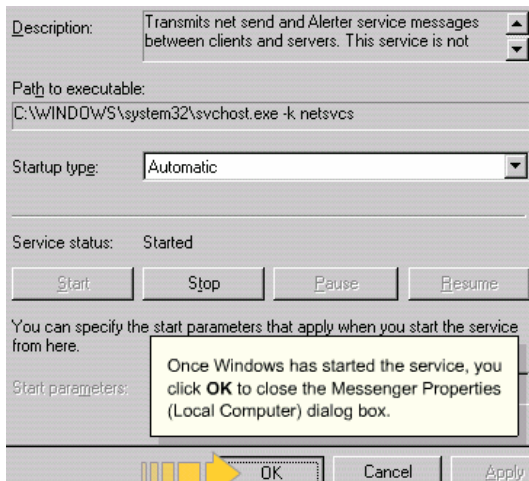 Description:
Transmits net send and Alerter service messages
between clients and servers. This service is not
Path to executable:
C:\WINDOWS\system32\svchost.exe -k netsvcs
Startup type:
Automatic
Service status:
Started
Start
Stop
Pause
Resume
You can specify the start parameters that apply when you start the service
from here.
Once Windows has started the service, you
click OK to close the Messenger Properties
(Local Computer) dialog box.
Start parameters:
OK
Cancel
Apply